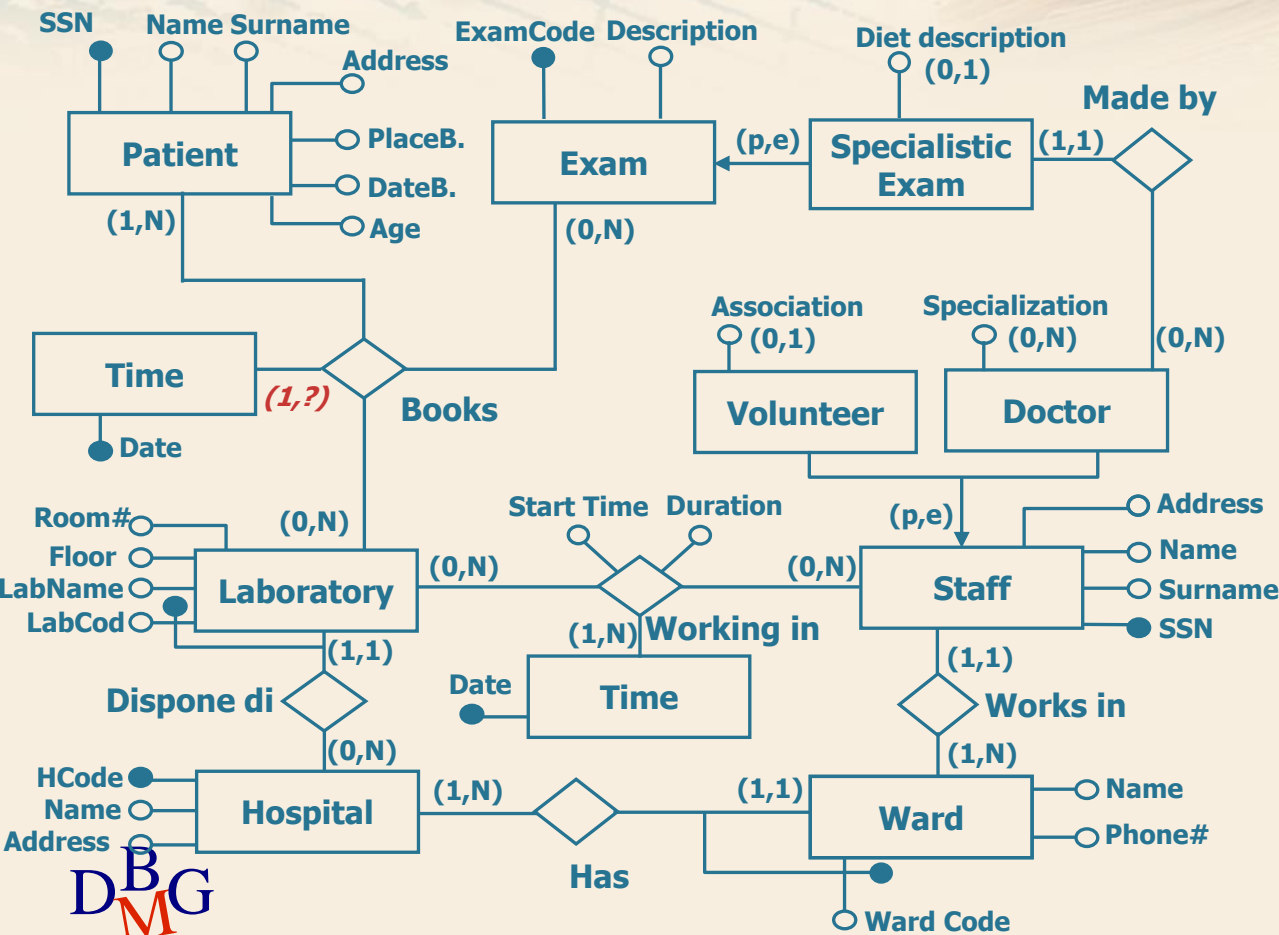 SSN
Name Surname
ExamCode Description
Diet description
(0,1)
Address
Made by
Patient
PlaceB.
Exam
(p,e)
Specialistic
Exam
(1,1)
DateB.
(1,N)
Age
(0,N)
Association
(0,1)
Specialization
(0,N)
(0,N)
Time
(1,?)
Books
Volunteer
Doctor
Date
Room#
(0,N)
Start Time Duration
(p,e)
Address
Floor
Name
LabName
Laboratory
(0,N)
(0,N)
Staff
Surname
LabCod
(1,1)
(1,N)
Working in
SSN
(1,1)
Dispone di
Date
Time
Works in
(0,N)
(1,N)
HCode
Name
Hospital
(1,N)
(1,1)
Ward
Name
Address
Phone#
Has
DBMG
Ward Code